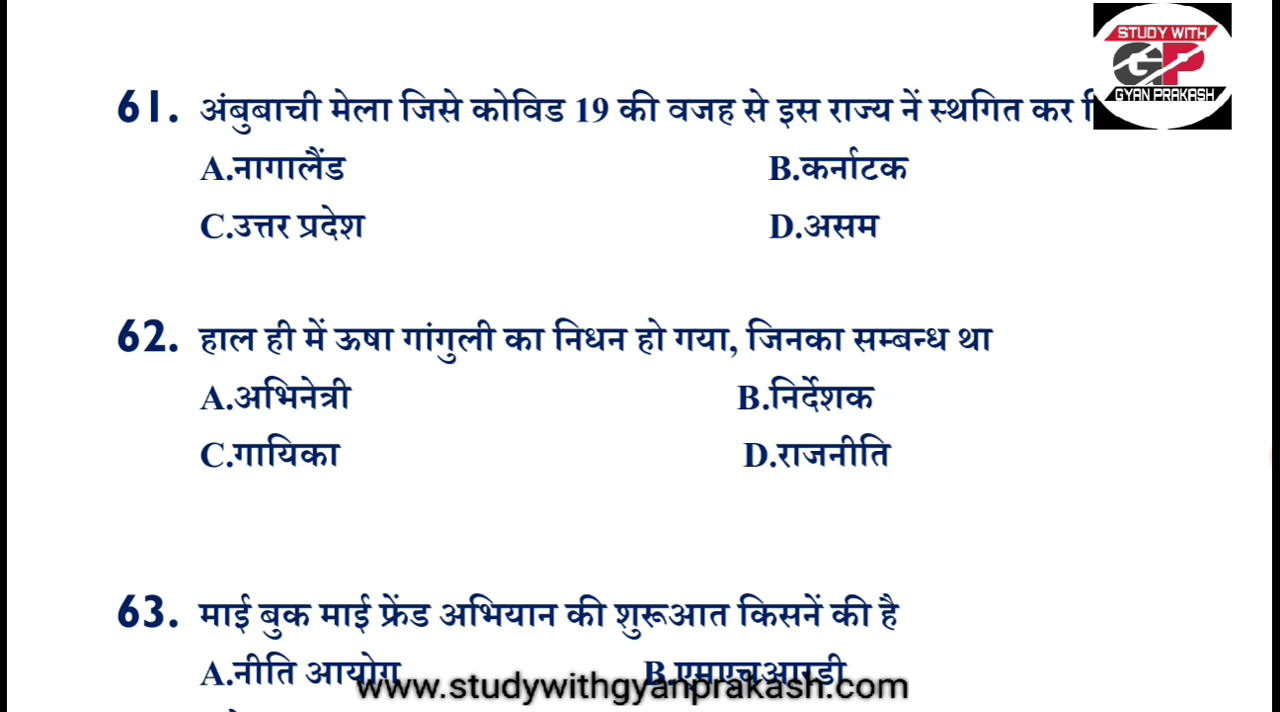 STUDY WITH
GP
GYAN PRAKASH
61. अंबुबाची मेला जिसे कोविड 19 की वजह से इस राज्य नें स्थगित कर
A.नागालैंड B.कर्नाटक
C.उत्तर प्रदेश D.असम
62. हाल ही में ऊषा गांगुली का निधन हो गया, जिनका सम्बन्ध था
A.अभिनेत्री B.निर्देशक
C.गायिका D.राजनीति
63. माई बुक माई फ्रेंड अभियान की शुरूआत किसनें की है
A.नीति आयोग B.एमएचआरडी
www.studywithgyanprakash.com